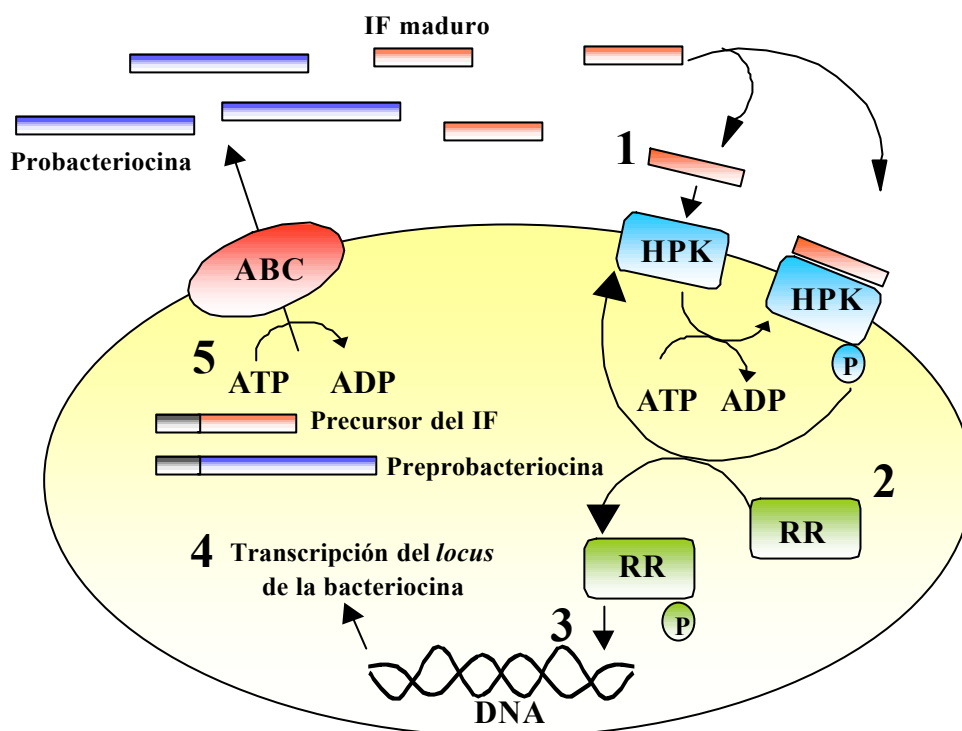 IF maduro
Probacteriocina
1
HPK
HPK
P
ABC
5
ATP
ADP
ATP
ADP
Precursor del IF
Preprobacteriocina
2
RR
RR
P
4
Transcripción del locus
de la bacteriocina
3
DNA